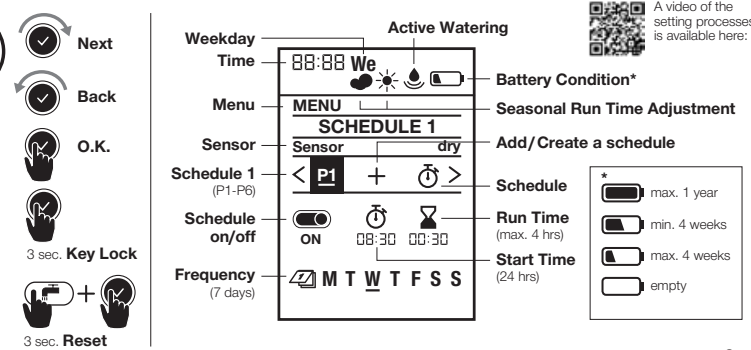 Next
Back
O.K.
3 sec. Key Lock
3 sec. Reset
Active Watering
Weekday
Time
88:88 We
Battery Condition*
Menu
MENU
Seasonal Run Time Adjustment
SCHEDULE 1
Sensor
Sensor dry
Add/Create a schedule
Schedule 1
(P1-P6)
< P1 + >
Schedule
Schedule
on/off
ON
08:30 00:30
Run Time
(max. 4 hrs)
Start Time
(24 hrs)
Frequency
(7 days)
7 M T W T F S S
A video of the
setting processes
is available here:
*
max. 1 year
min. 4 weeks
max. 4 weeks
empty